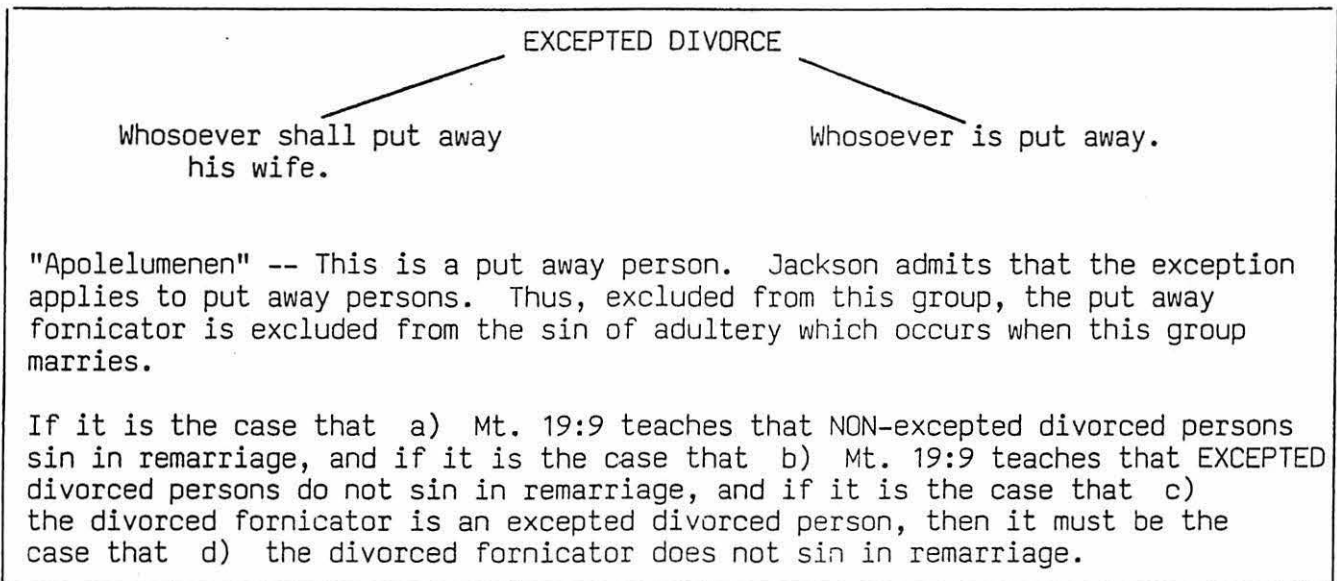 EXCEPTED DIVORCE
Whosoever shall put away
his wife.
Whosoever is put away.
"Apolelumenen" -- This is a put away person. Jackson admits that the exception
applies to put away persons. Thus, excluded from this group, the put away
fornicator is excluded from the sin of adultery which occurs when this group
marries.
If it is the case that a) Mt. 19:9 teaches that NON-excepted divorced persons
sin in remarriage, and if it is the case that b) Mt. 19:9 teaches that EXCEPTED
divorced persons do not sin in remarriage, and if it is the case that c)
the divorced fornicator is an excepted divorced person, then it must be the
case that d) the divorced fornicator does not sin in remarriage.